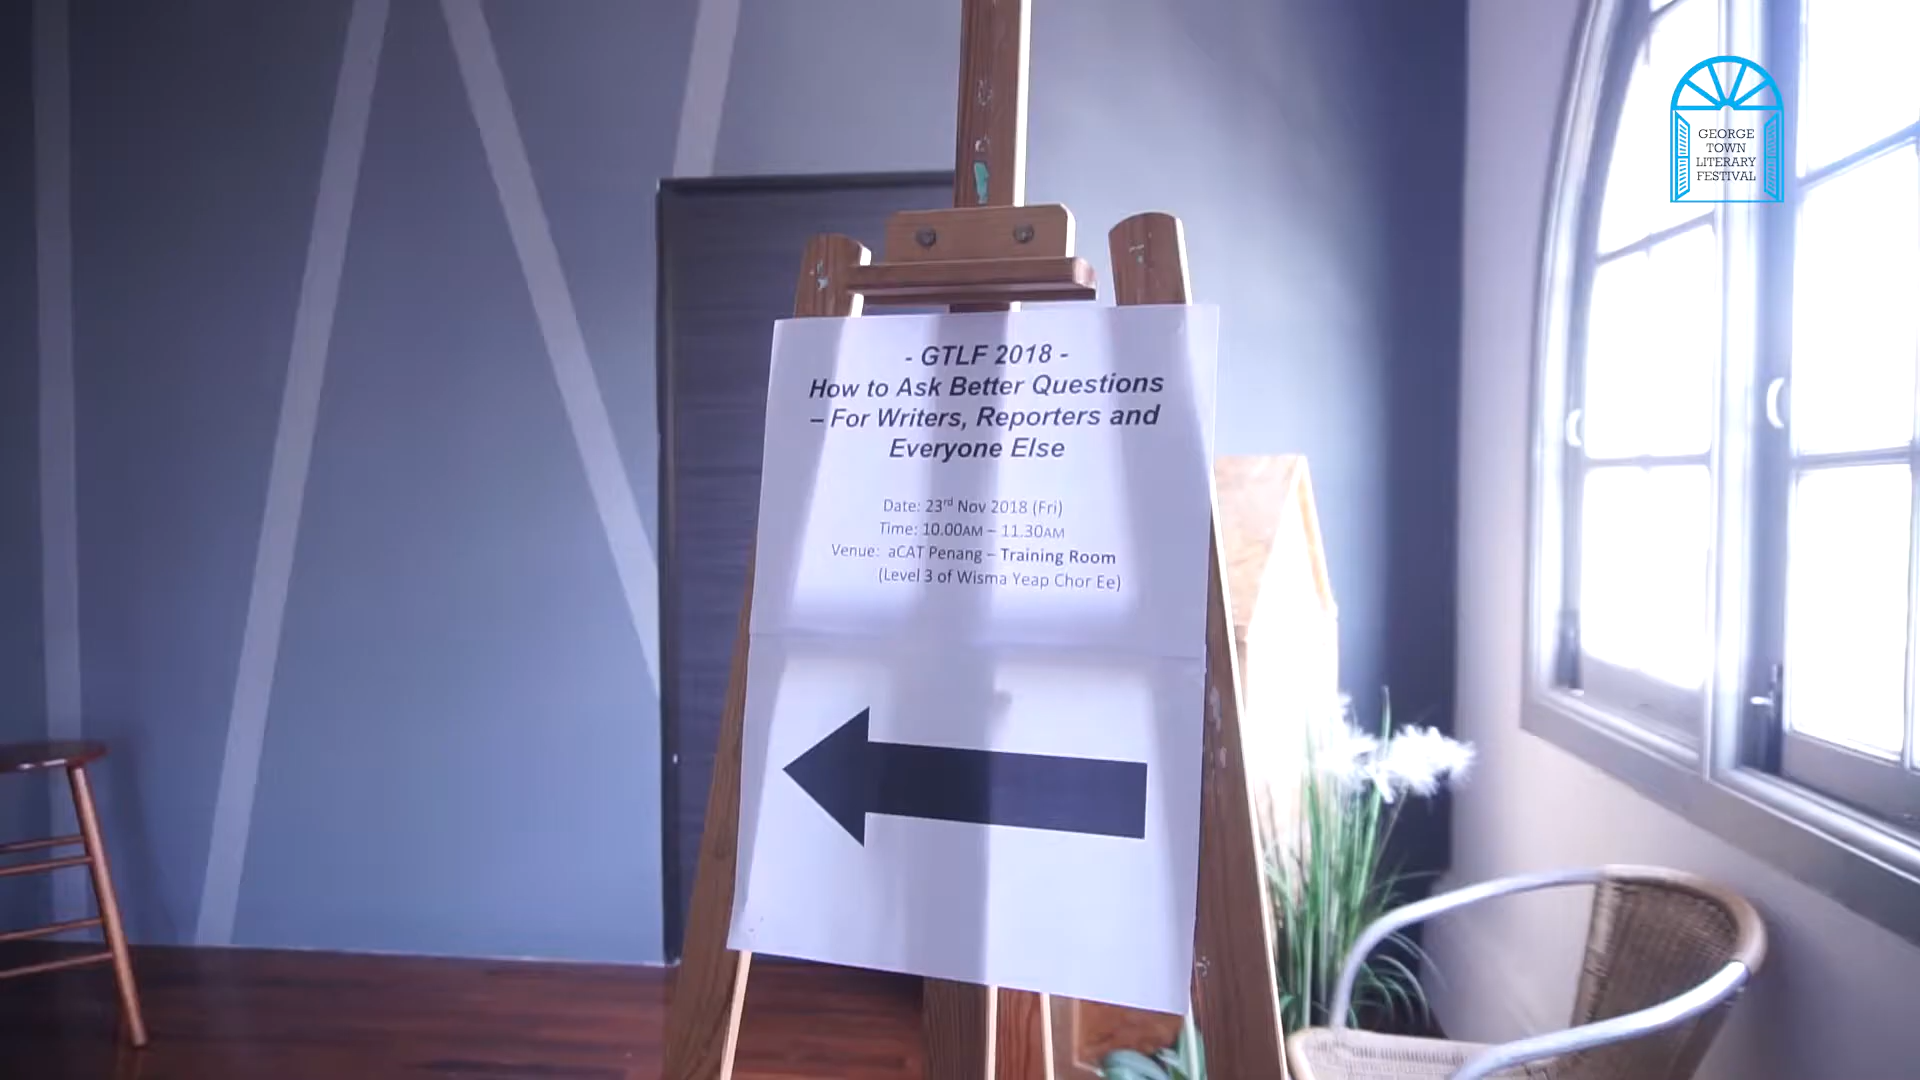 GEORGE
TOWN
LITERARY
FESTIVAL
- GTLF 2018 -
How to Ask Better Questions
– For Writers, Reporters and
Everyone Else
Date: 23rd Nov 2018 (Fri)
Time: 10.00AM – 11.30AM
Venue: aCAT Penang – Training Room
(Level 3 of Wisma Yeap Chor Ee)